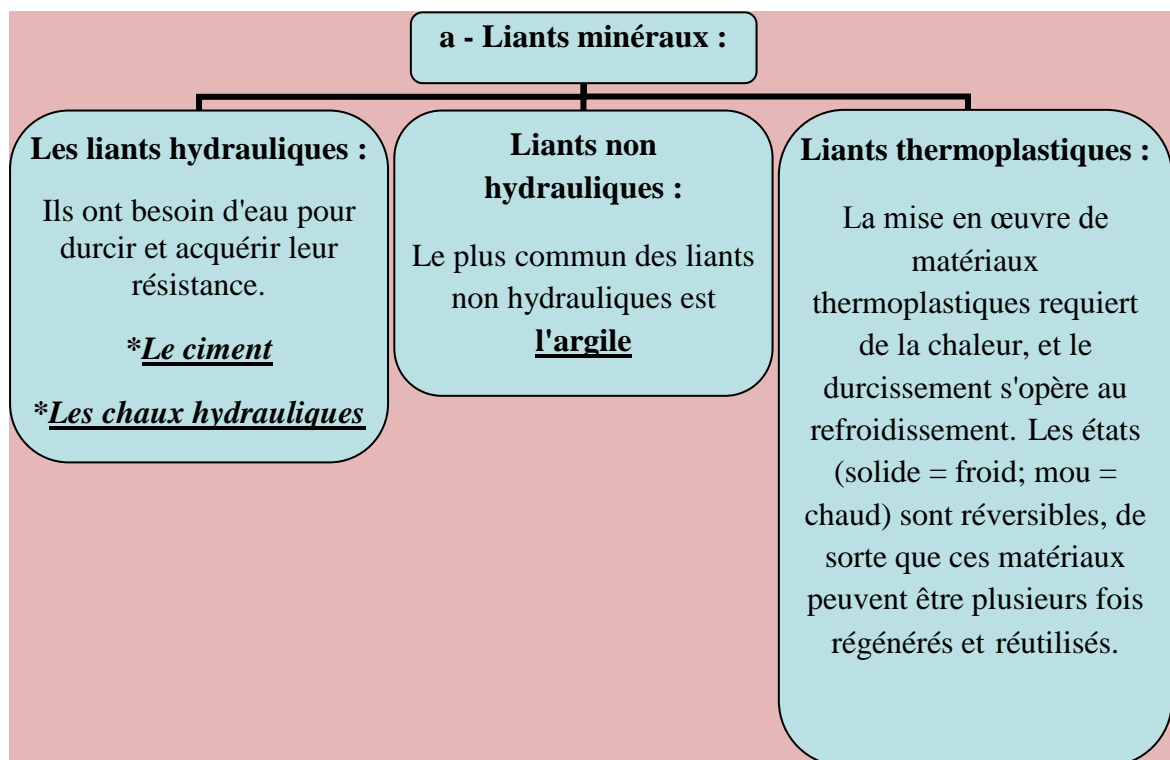 a - Liants minéraux :
Les liants hydrauliques :
Ils ont besoin d'eau pour
durcir et acquérir leur
résistance.
*Le ciment
*Les chaux hydrauliques
Liants non
hydrauliques :
Le plus commun des liants
non hydrauliques est
l'argile
Liants thermoplastiques :
La mise en œuvre de
matériaux
thermoplastiques requiert
de la chaleur, et le
durcissement s'opère au
refroidissement. Les états
(solide = froid; mou =
chaud) sont réversibles, de
sorte que ces matériaux
peuvent être plusieurs fois
régénérés et réutilisés.